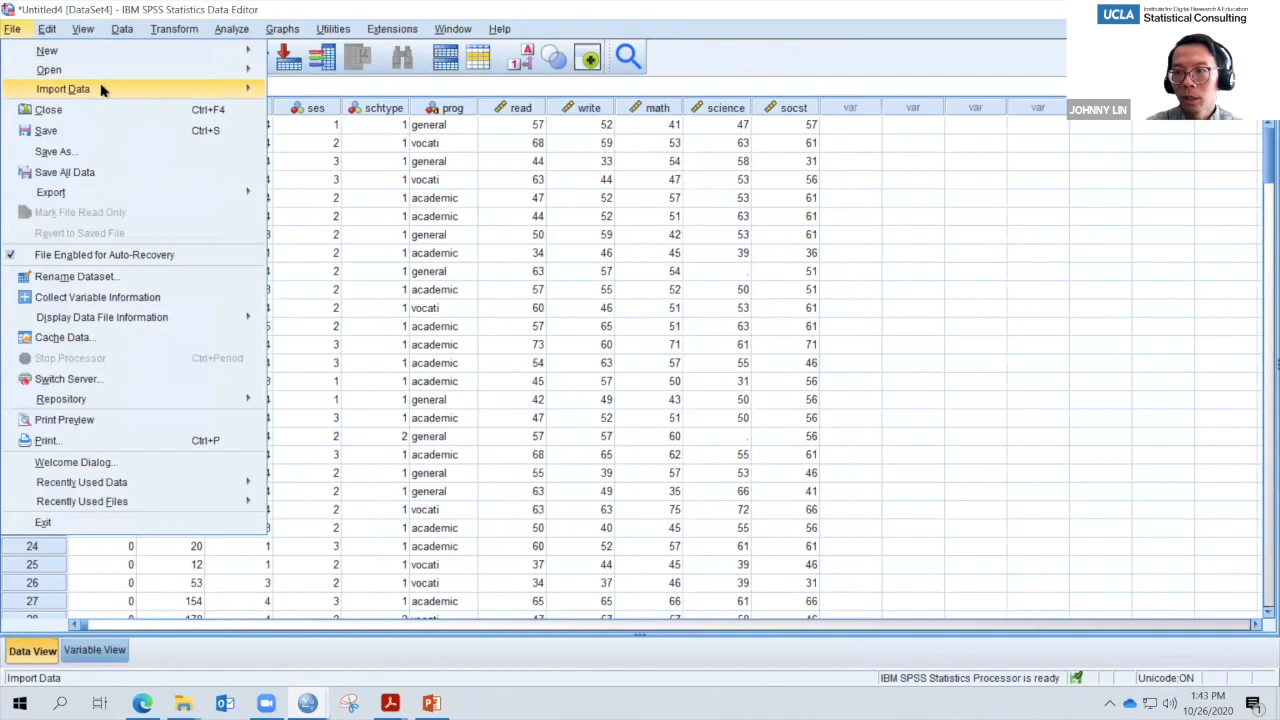 *Untitled4 [DataSet4] - IBM SPSS Statistics Data Editor
UCLA Institute for Digital Research & Education
Statistical Consulting
File Edit View Data Transform Analyze Graphs Utilities Extensions Window Help
New
Open
Import Data
Close Ctrl+F4
Save Ctrl+S
Save As...
Save All Data
Export
Mark File Read Only
Revert to Saved File
File Enabled for Auto-Recovery
Rename Dataset...
Collect Variable Information
Display Data File Information
Cache Data...
Stop Processor Ctrl+Period
Switch Server...
Repository
Print Preview
Print... Ctrl+P
Welcome Dialog...
Recently Used Data
Recently Used Files
Exit
JOHNNY LIN
ses schtype prog read write math science socst var var var var
1 1 general 57 52 41 47 57
2 1 vocati 68 59 53 63 61
3 1 general 44 33 54 58 31
3 1 vocati 63 44 47 53 56
2 1 academic 47 52 57 53 61
2 1 academic 44 52 51 63 61
2 1 general 50 59 42 53 61
2 1 academic 34 46 45 39 36
2 1 general 63 57 54 . 51
2 1 academic 57 55 52 50 51
2 1 vocati 60 46 51 53 61
2 1 academic 57 65 51 63 61
3 1 academic 73 60 71 61 71
3 1 academic 54 63 57 55 46
1 1 academic 45 57 50 31 56
1 1 general 42 49 43 50 56
3 1 academic 47 52 51 50 56
2 2 general 57 57 60 . 56
3 1 academic 68 65 62 55 61
2 1 general 55 39 57 53 46
2 1 general 63 49 35 66 41
2 1 vocati 63 63 75 72 66
2 1 academic 50 40 45 55 56
24 0 20 1 3 1 academic 60 52 57 61 61
25 0 12 1 2 1 vocati 37 44 45 39 46
26 0 53 3 2 1 vocati 34 37 46 39 31
27 0 154 4 3 1 academic 65 65 66 61 66
Data View Variable View
Import Data IBM SPSS Statistics Processor is ready Unicode:ON
1:43 PM
10/26/2020